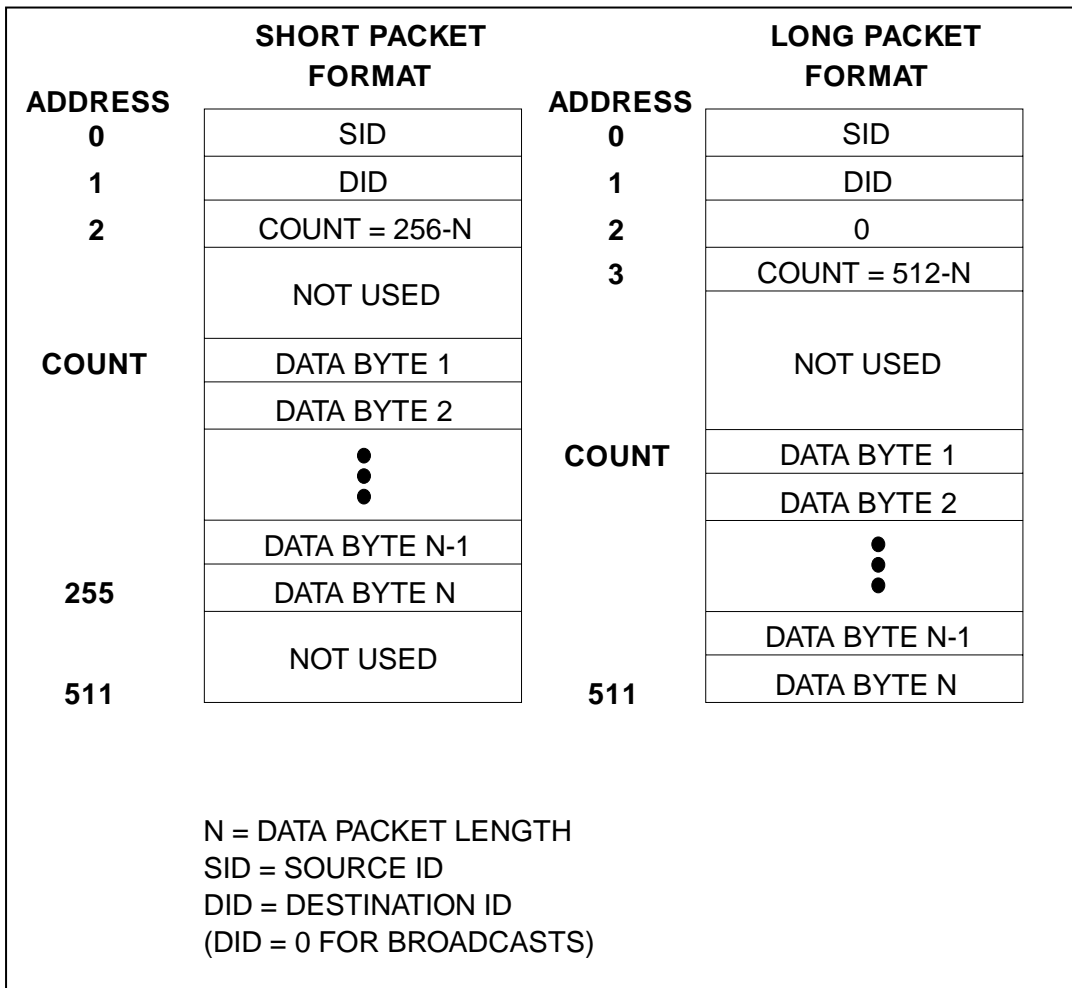 SHORT PACKET
FORMAT
ADDRESS
0 SID
1 DID
2 COUNT = 256-N
NOT USED
COUNT DATA BYTE 1
DATA BYTE 2
DATA BYTE N-1
255 DATA BYTE N
NOT USED
511
LONG PACKET
FORMAT
ADDRESS
0 SID
1 DID
2 0
3 COUNT = 512-N
NOT USED
COUNT DATA BYTE 1
DATA BYTE 2
DATA BYTE N-1
511 DATA BYTE N
N = DATA PACKET LENGTH
SID = SOURCE ID
DID = DESTINATION ID
(DID = 0 FOR BROADCASTS)